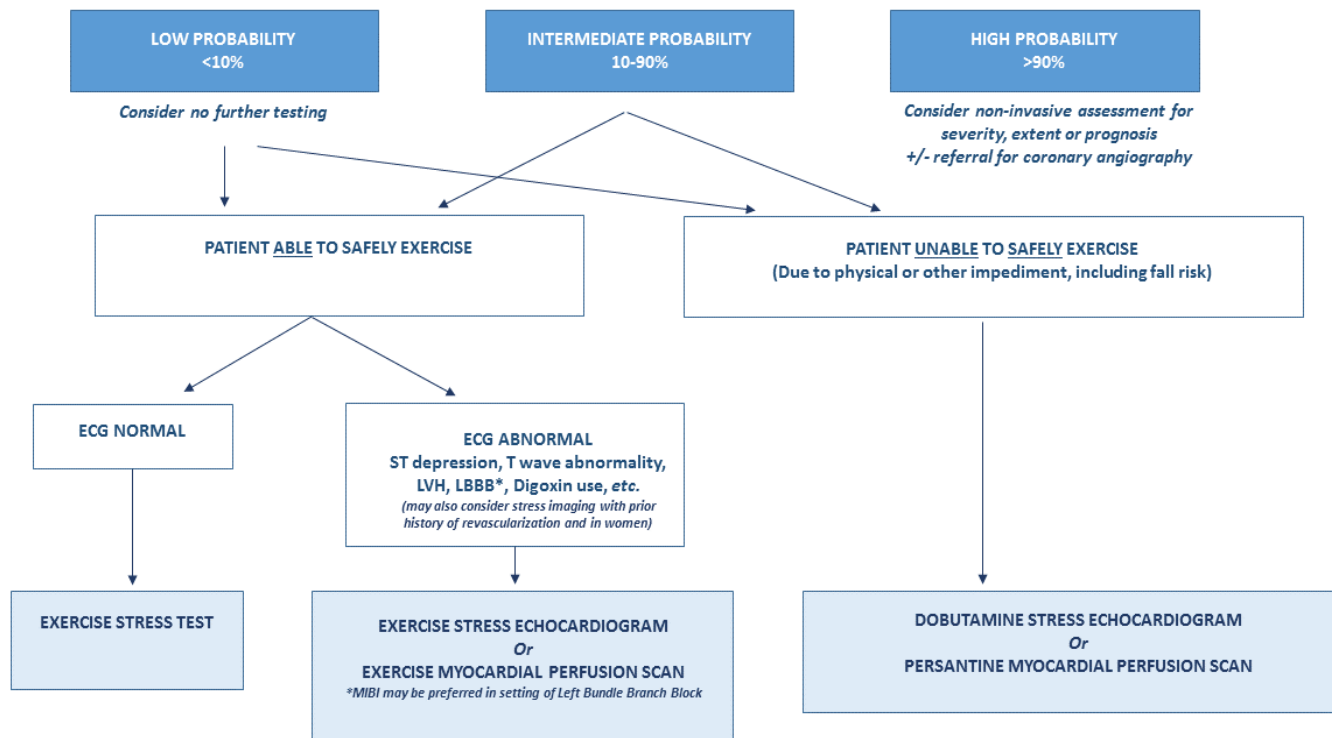 LOW PROBABILITY
<10%
INTERMEDIATE PROBABILITY
10-90%
HIGH PROBABILITY
>90%
Consider no further testing
Consider non-invasive assessment for
severity, extent or prognosis
+/- referral for coronary angiography
PATIENT ABLE TO SAFELY EXERCISE
PATIENT UNABLE TO SAFELY EXERCISE
(Due to physical or other impediment, including fall risk)
ECG NORMAL
ECG ABNORMAL
ST depression, T wave abnormality,
LVH, LBBB*, Digoxin use, etc.
(may also consider stress imaging with prior
history of revascularization and in women)
EXERCISE STRESS TEST
EXERCISE STRESS ECHOCARDIOGRAM
Or
EXERCISE MYOCARDIAL PERFUSION SCAN
*MIBI may be preferred in setting of Left Bundle Branch Block
DOBUTAMINE STRESS ECHOCARDIOGRAM
Or
PERSANTINE MYOCARDIAL PERFUSION SCAN